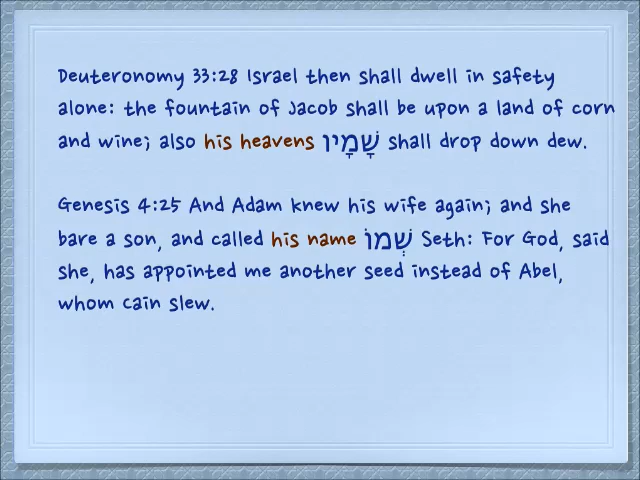 Deuteronomy 33:28 Israel then shall dwell in safety
alone: the fountain of Jacob shall be upon a land of corn
and wine; also his heavens שָׁמָיו shall drop down dew.
Genesis 4:25 And Adam knew his wife again; and she
bare a son, and called his name שְׁמוֹ Seth: For God, said
she, has appointed me another seed instead of Abel,
whom cain slew.